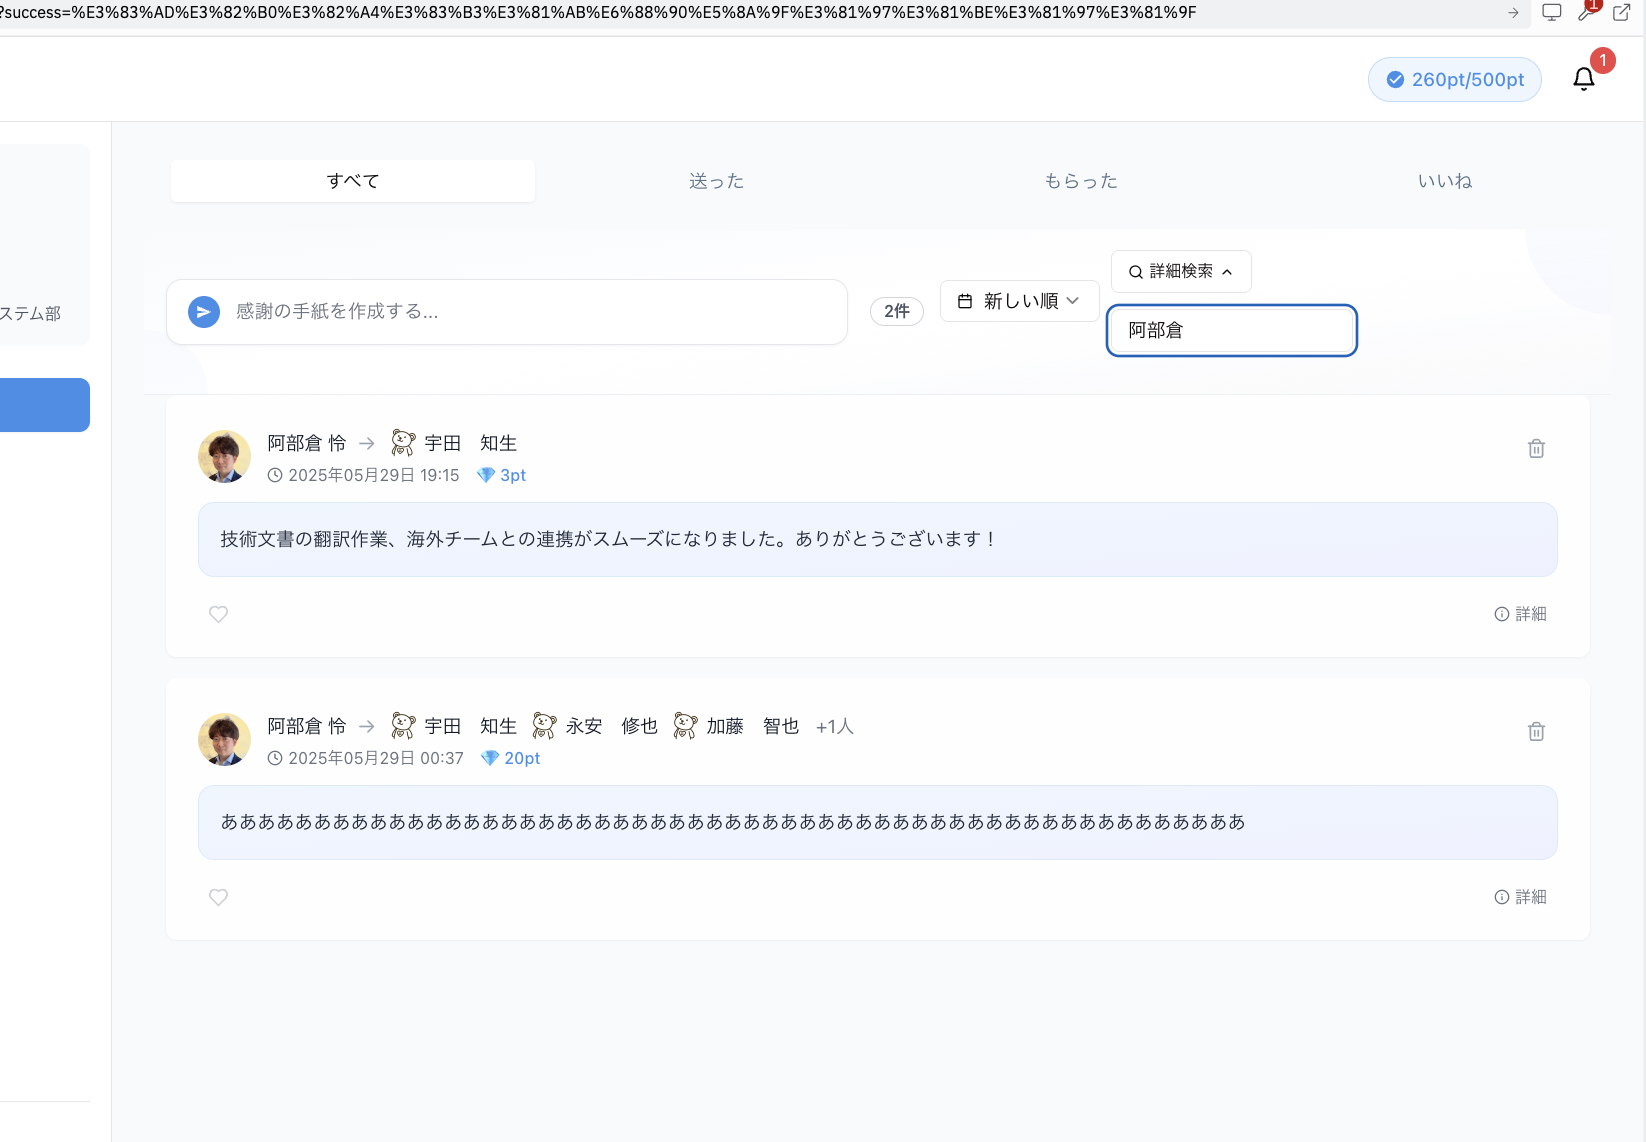 ?success=%E3%83%AD%E3%82%B0%E3%82%A4%E3%83%B3%E3%81%AB%E6%88%90%E5%8A%9F%E3%81%97%E3%81%BE%E3%81%97%E3%81%9F
1
260pt/500pt
1
ステム部
すべて
送った
もらった
いいね
感謝の手紙を作成する...
2件
新しい順
詳細検索
阿部倉
阿部倉 怜 → 宇田　知生
2025年05月29日 19:15 3pt
技術文書の翻訳作業、海外チームとの連携がスムーズになりました。ありがとうございます！
詳細
阿部倉 怜 → 宇田　知生 永安　修也 加藤　智也 +1人
2025年05月29日 00:37 20pt
あああああああああああああああああああああああああああああああああああああああああああああああああああああああ
詳細